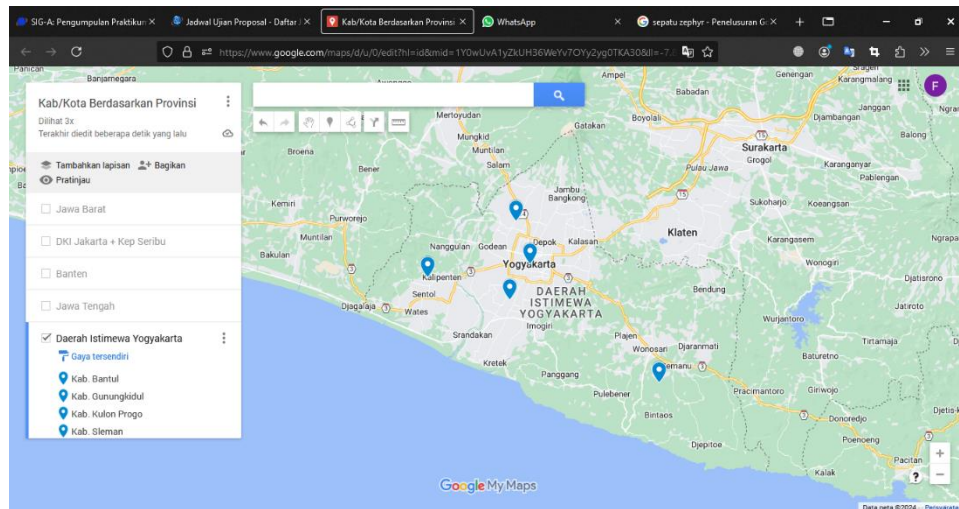 SIG-A: Pengumpulan Praktikun
Jadwal Ujian Proposal - Daftar
Kab/Kota Berdasarkan Provinsi
WhatsApp
sepatu zephyr - Penelusuran
https://www.google.com/maps/d/u/0/edit?hl=id&mid=1Y0wUvA1yZkUH36WeYv7OYy2yg0TKA30&ll=-7.
Kab/Kota Berdasarkan Provinsi
Dilihat 3x
Terakhir diedit beberapa detik yang lalu
Tambahkan lapisan
Bagikan
Pratinjau
Jawa Barat
DKI Jakarta + Kep Seribu
Banten
Jawa Tengah
Daerah Istimewa Yogyakarta
Gaya tersendiri
Kab. Bantul
Kab. Gunungkidul
Kab. Kulon Progo
Kab. Sleman
F
Banjarnegara
Ampel
Genengan
Karangmalang
Babadan
Mertoyudan
Boyolali
Janggan
Djambangan
Gatakan
Mungkid
Balong
Broena
Muntilan
Surakarta
Salam
Bener
Pulau Jawa
Grogol
Karanganyar
Pablengan
Jambu
Bangkong
Kemiri
Sukoharjo
Koeangsan
Purworejo
Klaten
Muntilan
Nanggulan
Godean
Depok
Kalasan
Karangasem
Bakulan
Yogyakarta
Wonogiri
Kalipenten
Djatisrono
Sentol
DAERAH
ISTIMEWA
YOGYAKARTA
Bendung
Djagalaja
Wates
Jatiroto
Imogiri
Wurjantoro
Srandakan
Plajen
Wonosari
Djaranmati
Tirtamaja
Baturetno
Kretek
Semanu
Panggang
Pracimantoro
Giriwojo
Pulebener
Donoredjo
Bintaos
Poenoeng
Djepitoe
Pacitan
Kalak
Google My Maps
Data peta ©2024
Persyaratan